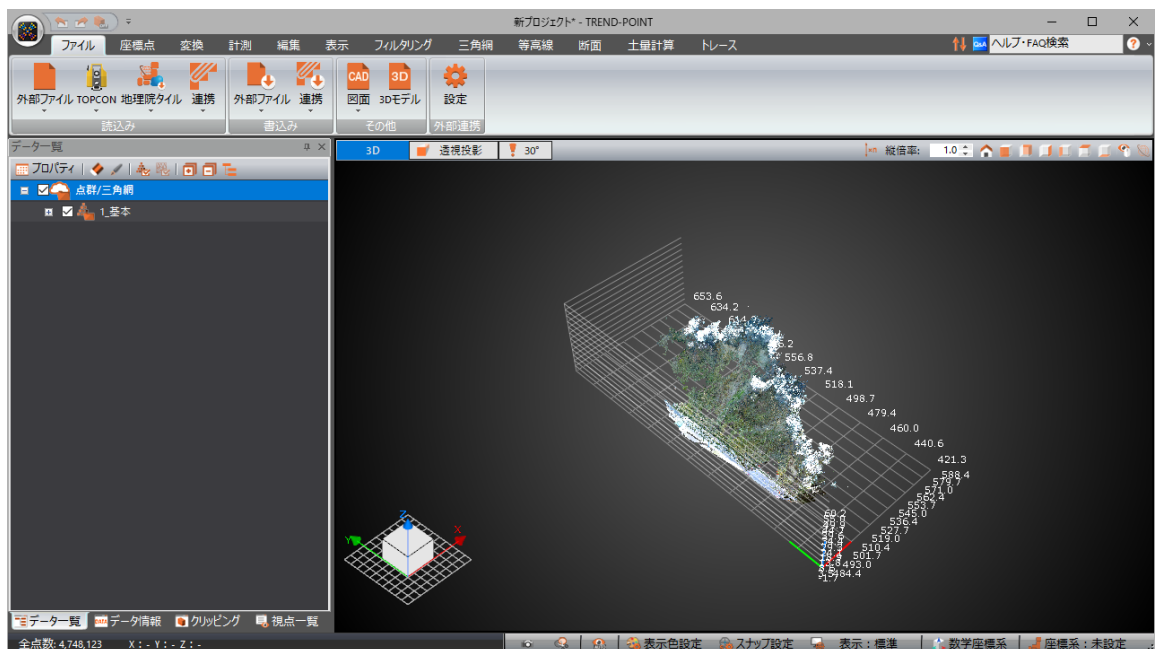 新プロジェクト* - TREND-POINT
ファイル 座標点 変換 計測 編集 表示 フィルタリング 三角網 等高線 断面 土量計算 トレース Q&A ヘルプ・FAQ検索 ?
CAD 3D
外部ファイル TOPCON 地理院タイル 連携 外部ファイル 連携 図面 3Dモデル 設定
読込み 書込み その他 外部連携
データ一覧
3D 透視投影 30° 縦倍率: 1.0
プロパティ
点群/三角網
1_基本
653.6
634.2
556.8
537.4
518.1
498.7
479.4
460.0
440.6
421.3
588.4
579.7
571.0
562.4
553.7
545.0
536.4
527.7
519.0
510.4
501.7
493.0
484.4
60.2
-1.7
Z
Y
X
データ一覧 データ情報 クリッピング 視点一覧
全点数: 4,748,123 X : - Y : - Z : - 表示色設定 スナップ設定 表示 : 標準 数学座標系 座標系 : 未設定